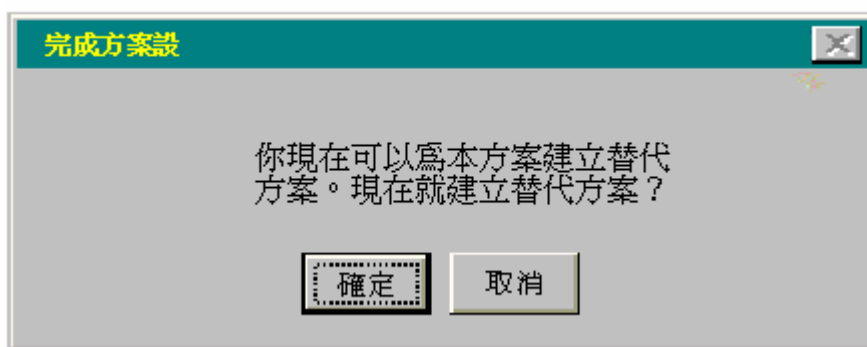 完成方案設
你現在可以爲本方案建立替代
方案。現在就建立替代方案？
確定
取消